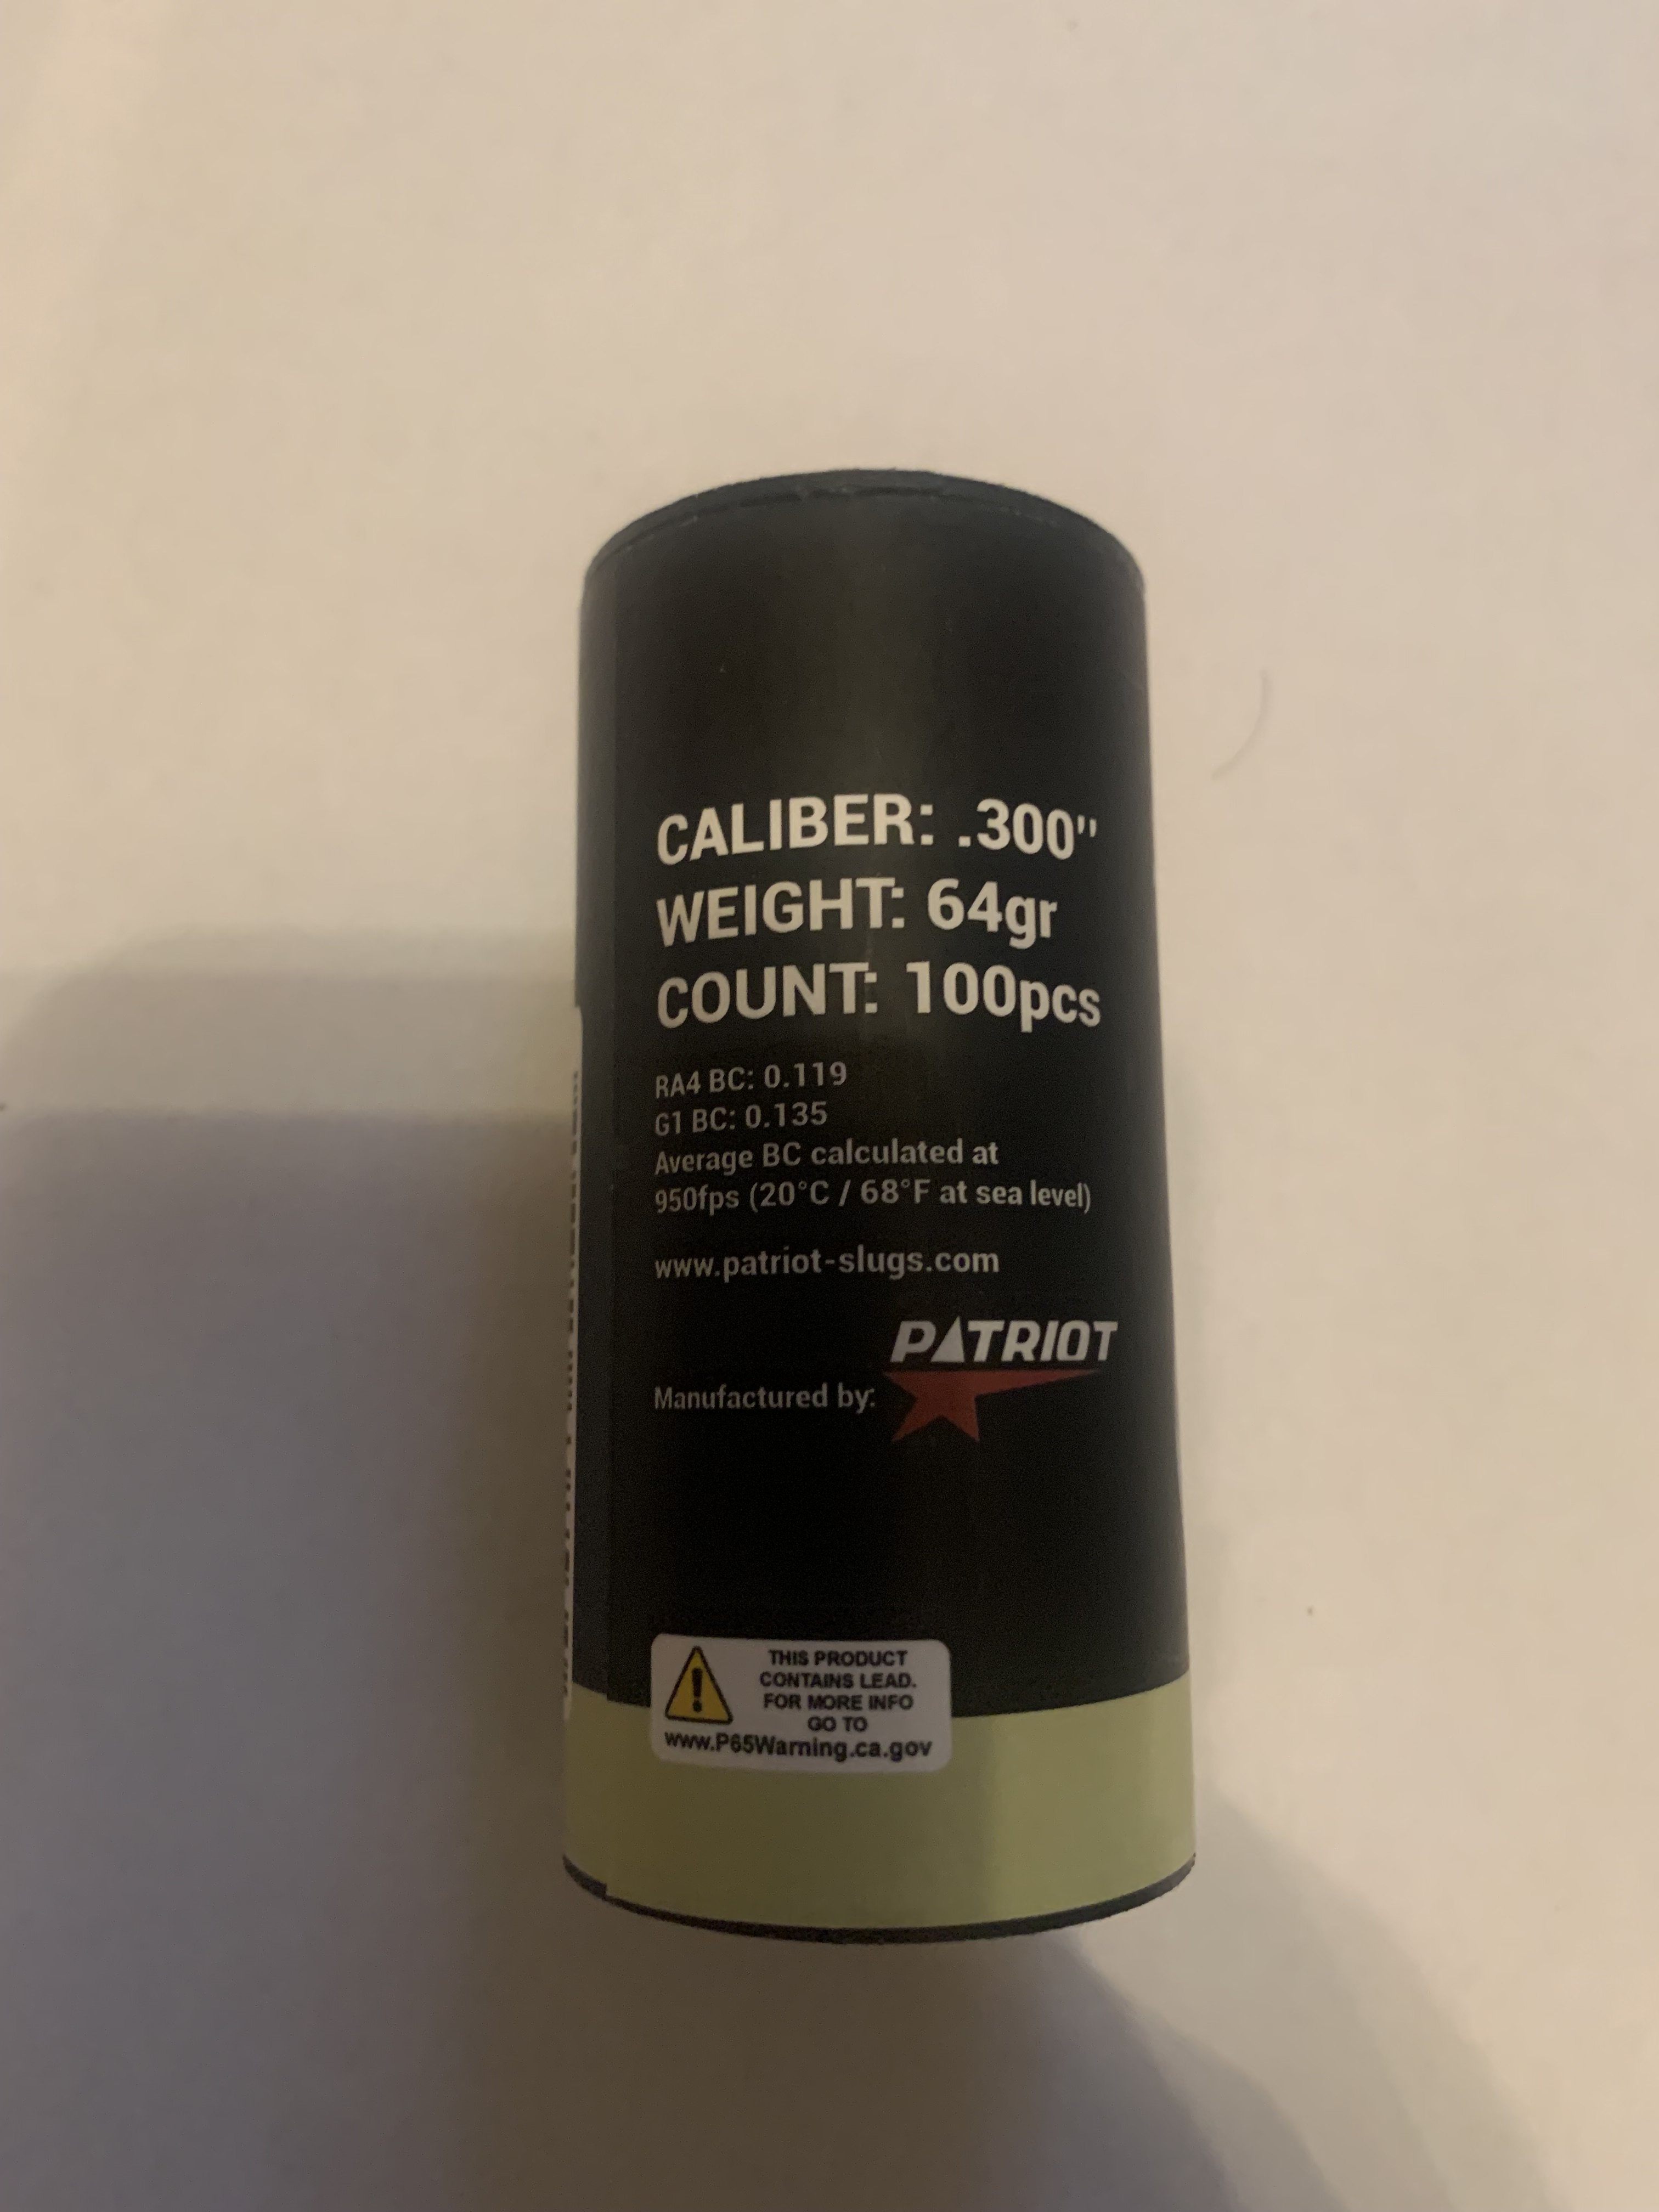 CALIBER: .300"
WEIGHT: 64gr
COUNT: 100pcs
RA4 BC: 0.119
G1 BC: 0.135
Average BC calculated at
950fps (20°C / 68°F at sea level)
www.patriot-slugs.com
PATRIOT
Manufactured by:
THIS PRODUCT
CONTAINS LEAD.
FOR MORE INFO
GO TO
www.P65Warning.ca.gov